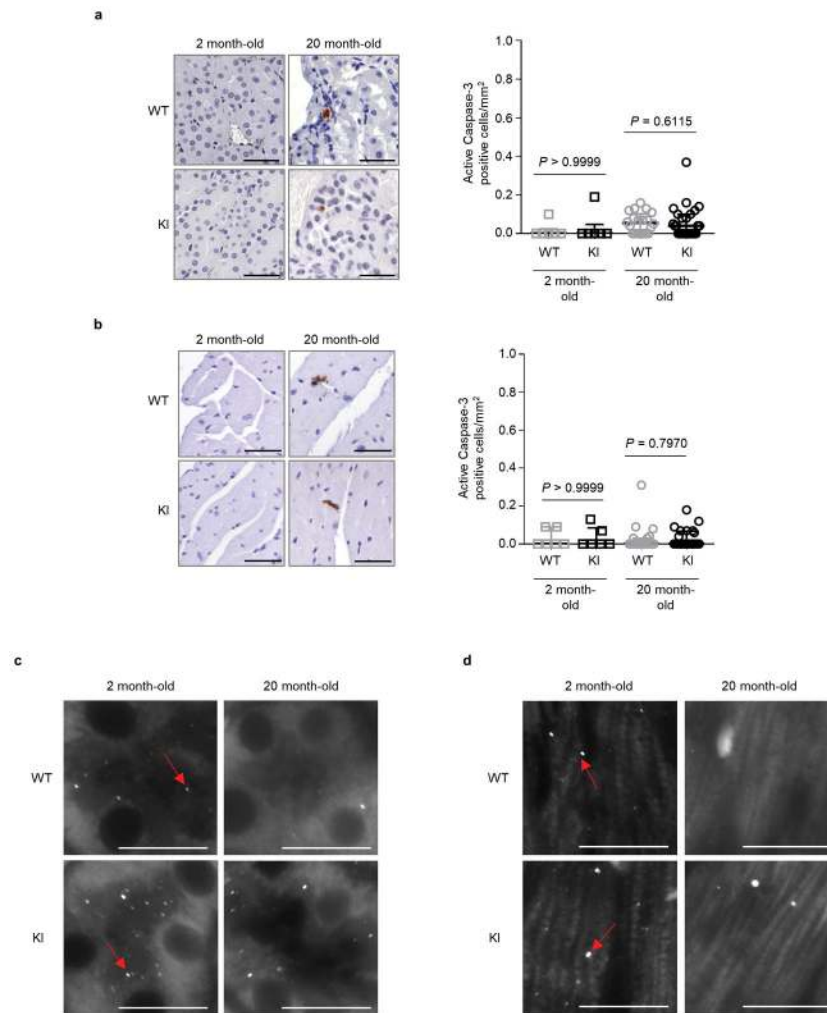 a
2 month-old 20 month-old
WT
KI
Active Caspase-3
positive cells/mm²
1.0
0.8
0.6
0.4
0.2
0.0
P > 0.9999
P = 0.6115
WT KI WT KI
2 month-
old
20 month-
old
b
2 month-old 20 month-old
WT
KI
Active Caspase-3
positive cells/mm²
1.0
0.8
0.6
0.4
0.2
0.0
P > 0.9999
P = 0.7970
WT KI WT KI
2 month-
old
20 month-
old
c
2 month-old 20 month-old
WT
KI
d
2 month-old 20 month-old
WT
KI